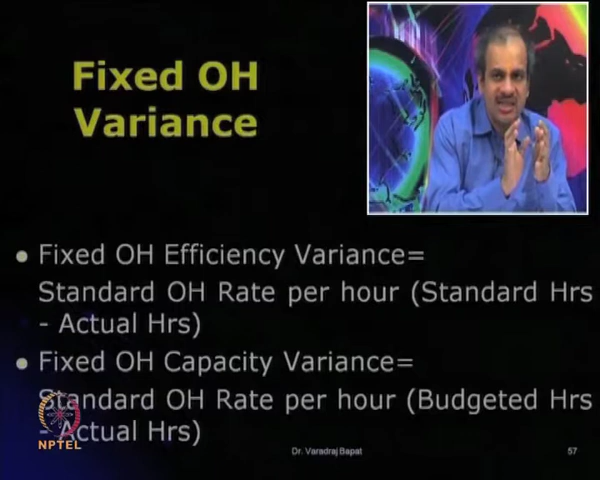 Fixed OH
Variance
Fixed OH Efficiency Variance=
Standard OH Rate per hour (Standard Hrs
- Actual Hrs)
Fixed OH Capacity Variance=
Standard OH Rate per hour (Budgeted Hrs
- Actual Hrs)
NPTEL
Dr. Varadraj Bapat
57